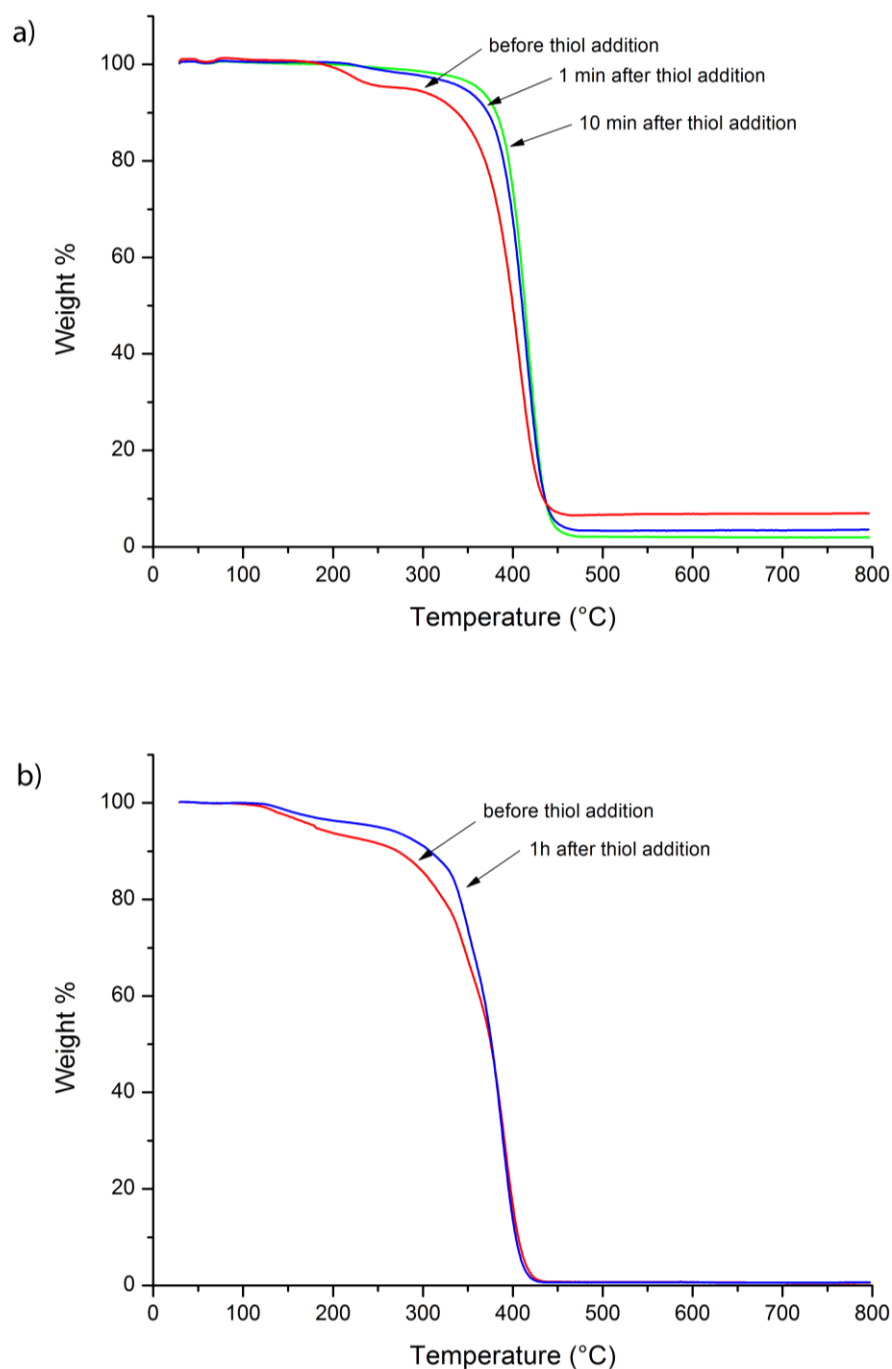 a)
before thiol addition
1 min after thiol addition
10 min after thiol addition
100
80
60
40
20
0
Weight %
0 100 200 300 400 500 600 700 800
Temperature (°C)
b)
before thiol addition
1h after thiol addition
100
80
60
40
20
0
Weight %
0 100 200 300 400 500 600 700 800
Temperature (°C)